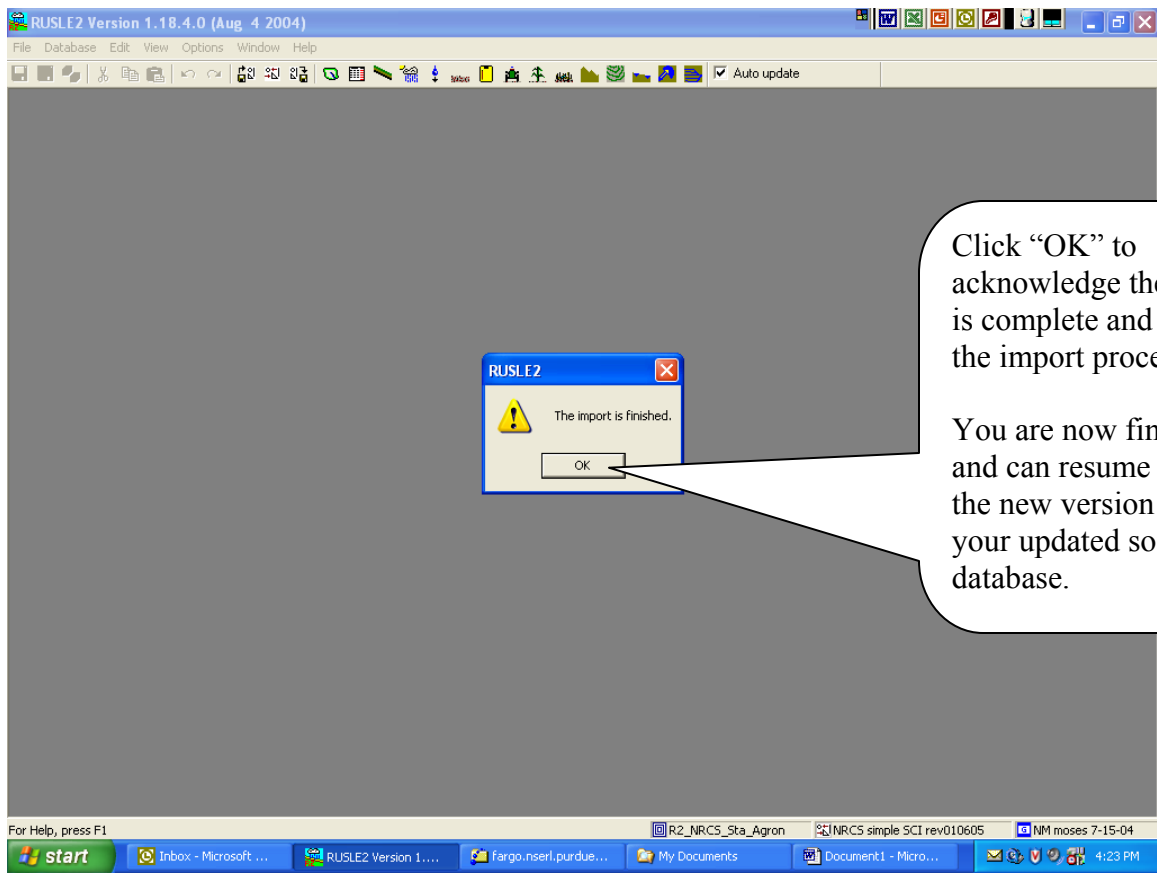 RUSLE2 Version 1.18.4.0 (Aug 4 2004)
File Database Edit View Options Window Help
Auto update
Click “OK” to
acknowledge the
is complete and
the import proce
You are now fin
and can resume
the new version
your updated so
database.
RUSLE2
The import is finished.
OK
For Help, press F1
R2_NRCS_Sta_Agron
NRCS simple SCI rev010605
NM moses 7-15-04
start
Inbox - Microsoft ...
RUSLE2 Version 1....
fargo.nserl.purdue...
My Documents
Document1 - Micro...
4:23 PM